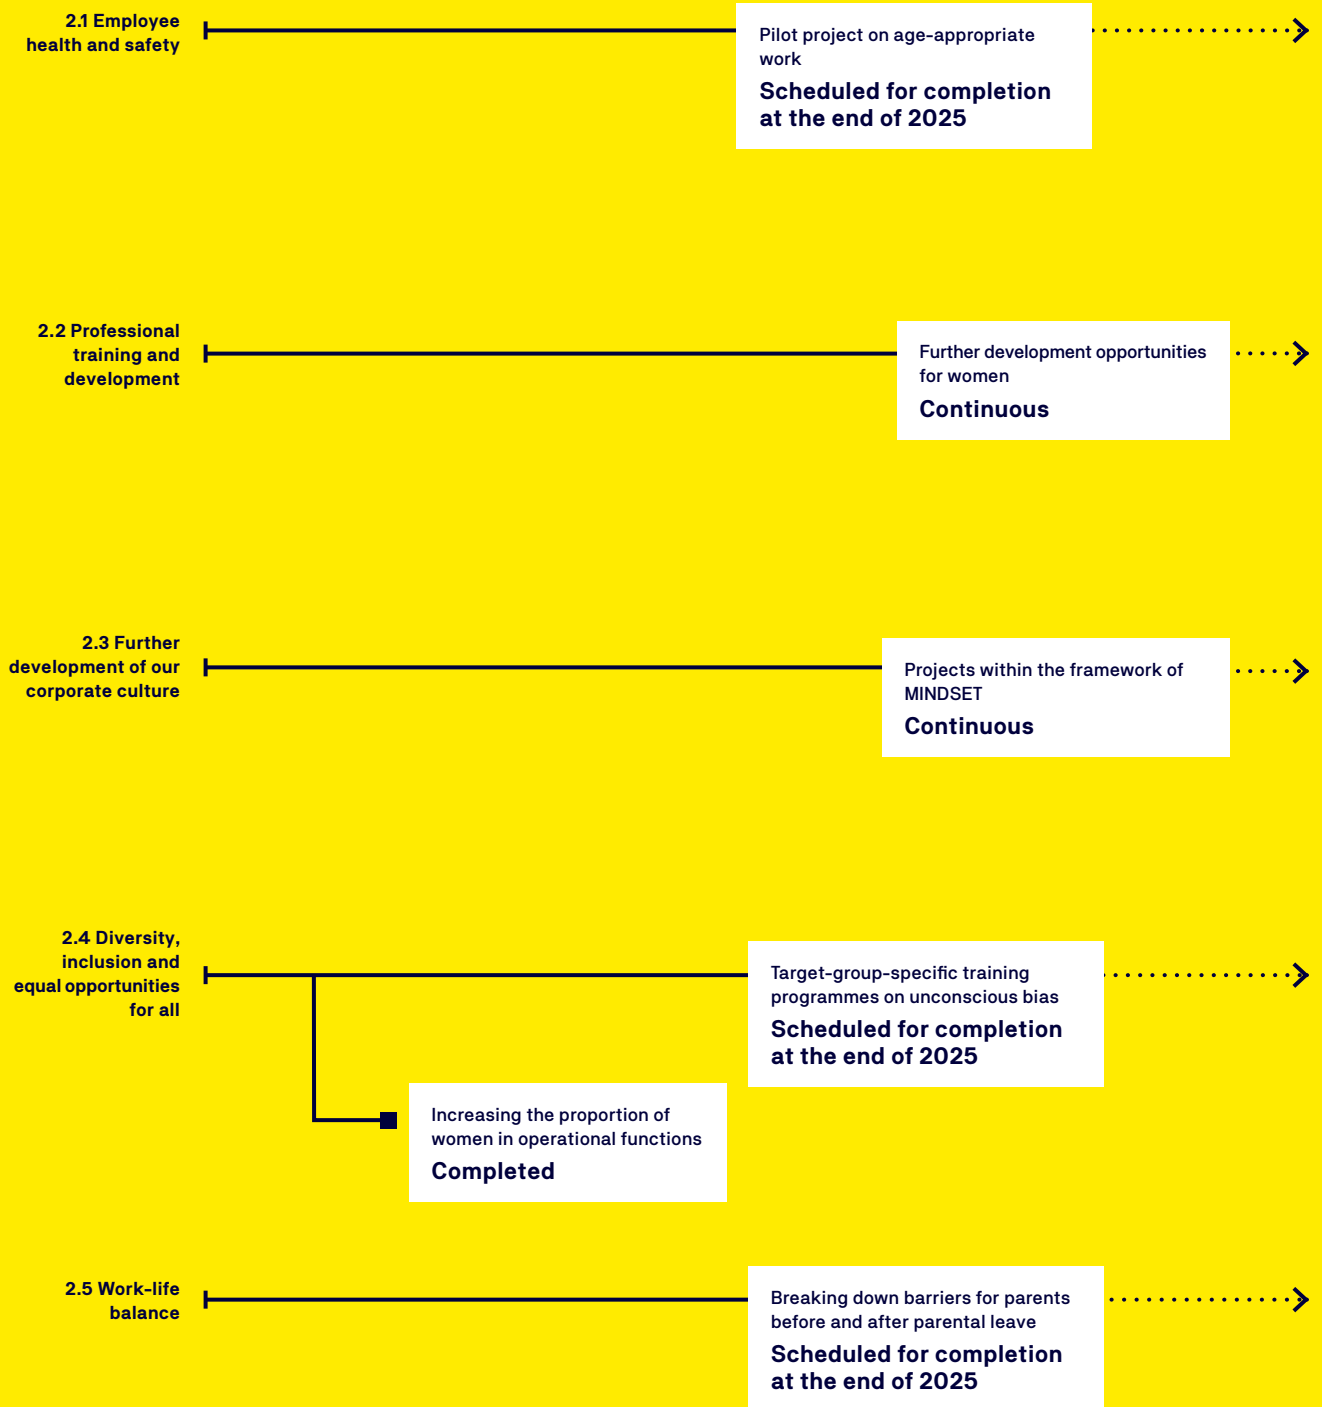 2.1 Employee
health and safety
Pilot project on age-appropriate
work
Scheduled for completion
at the end of 2025
2.2 Professional
training and
development
Further development opportunities
for women
Continuous
2.3 Further
development of our
corporate culture
Projects within the framework of
MINDSET
Continuous
2.4 Diversity,
inclusion and
equal opportunities
for all
Target-group-specific training
programmes on unconscious bias
Scheduled for completion
at the end of 2025
Increasing the proportion of
women in operational functions
Completed
2.5 Work-life
balance
Breaking down barriers for parents
before and after parental leave
Scheduled for completion
at the end of 2025